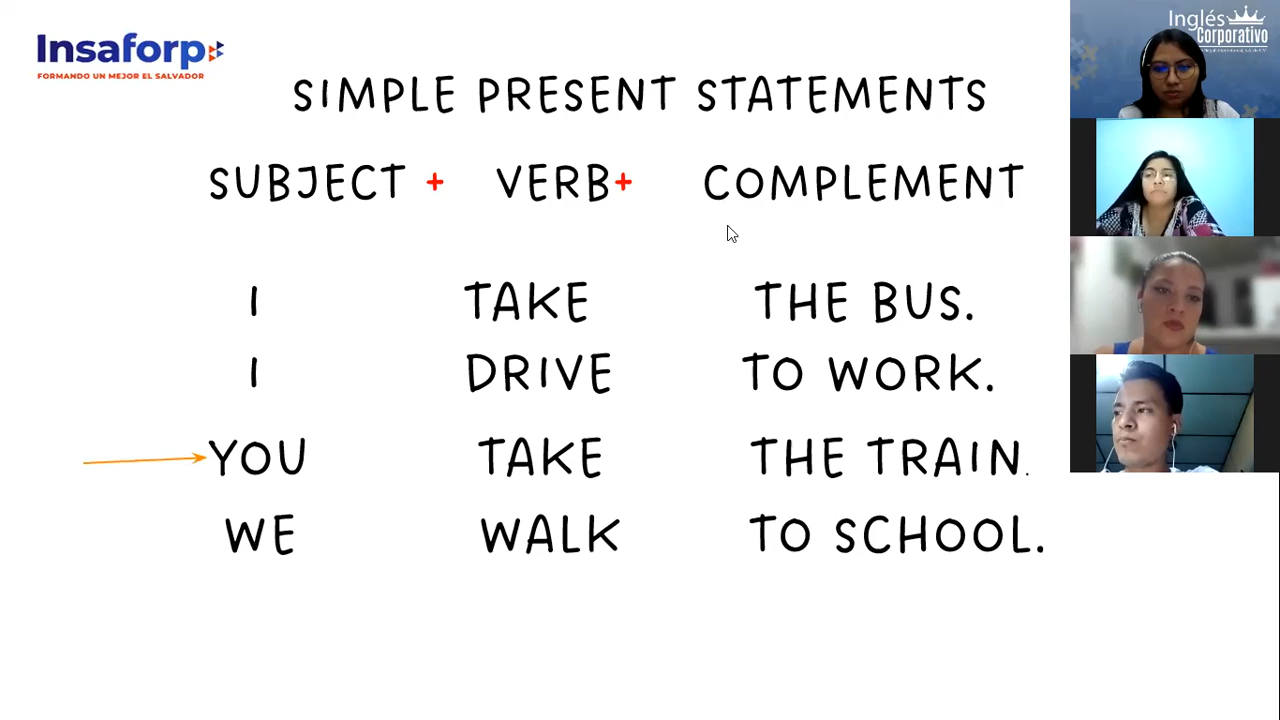 Insaforp
FORMANDO UN MEJOR EL SALVADOR
Inglés
Corporativo
SIMPLE PRESENT STATEMENTS
SUBJECT + VERB+ COMPLEMENT
I TAKE THE BUS.
I DRIVE TO WORK.
YOU TAKE THE TRAIN.
WE WALK TO SCHOOL.